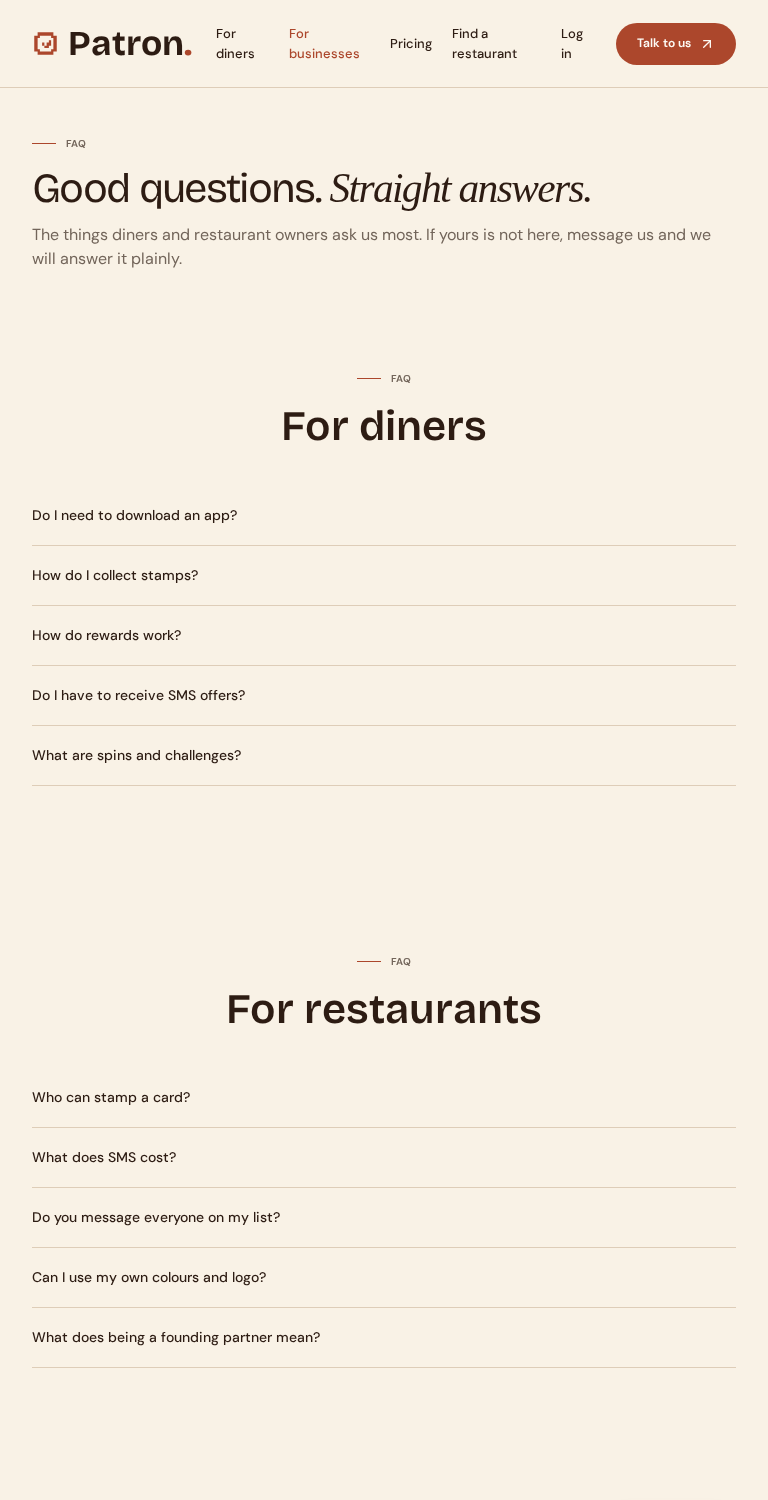 Patron.
For diners
For businesses
Pricing
Find a restaurant
Log in
Talk to us
FAQ
Good questions. Straight answers.
The things diners and restaurant owners ask us most. If yours is not here, message us and we
will answer it plainly.
FAQ
For diners
Do I need to download an app?
How do I collect stamps?
How do rewards work?
Do I have to receive SMS offers?
What are spins and challenges?
FAQ
For restaurants
Who can stamp a card?
What does SMS cost?
Do you message everyone on my list?
Can I use my own colours and logo?
What does being a founding partner mean?